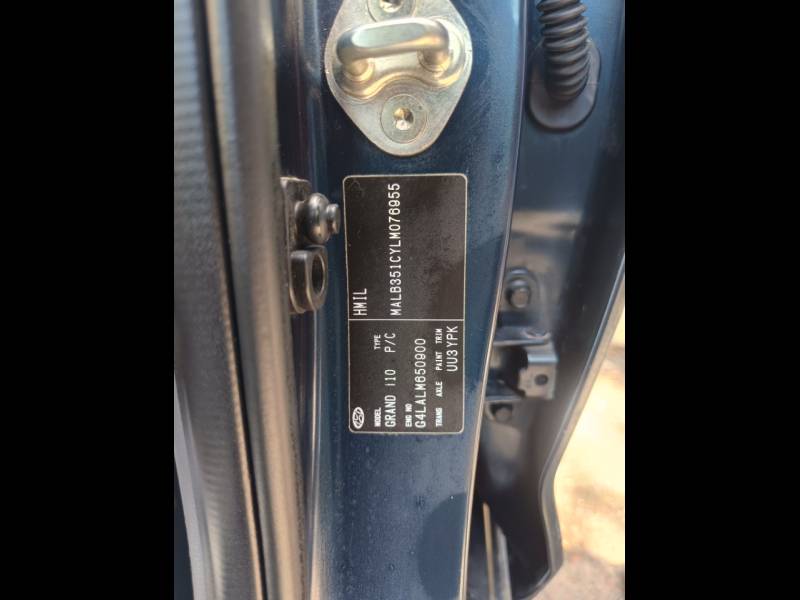 HMIL
MALB351CYLM076955
MODEL TYPE
GRAND i10 P/C
ENG NO
G4LALM650900
TRANS AXLE PAINT TRIM
UU3YPK